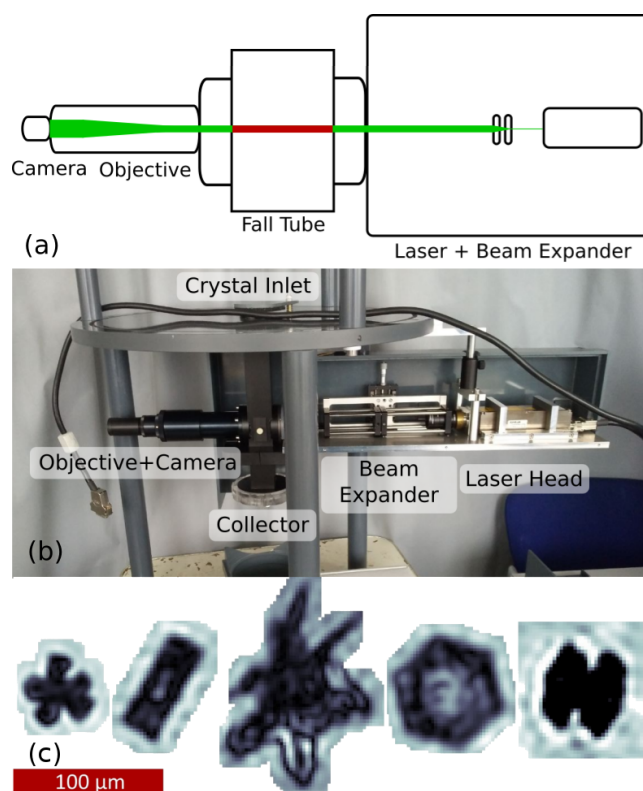 Camera
Objective
Fall Tube
Laser + Beam Expander
(a)
Crystal Inlet
Objective+Camera
Beam
Expander
Laser Head
Collector
(b)
(c)
100 μm